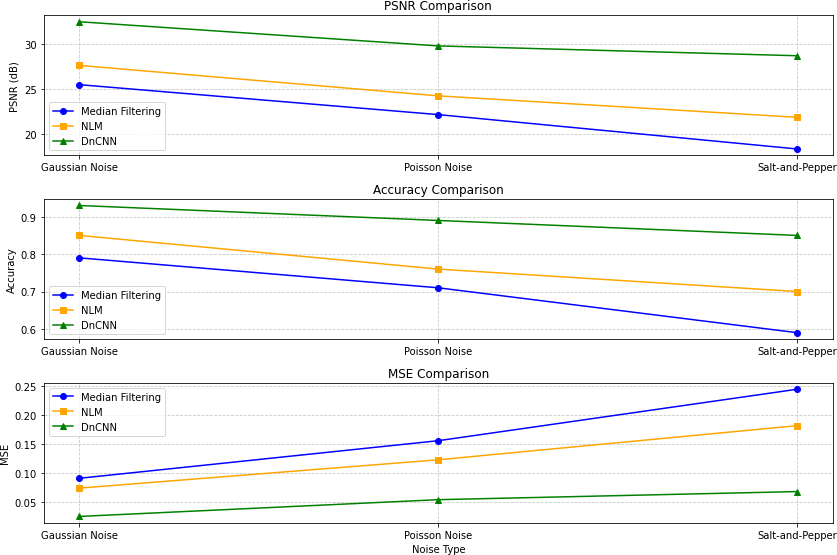 PSNR Comparison
PSNR (dB)
30
25
20
Median Filtering
NLM
DnCNN
Gaussian Noise Poisson Noise Salt-and-Pepper
Accuracy Comparison
Accuracy
0.9
0.8
0.7
0.6
Median Filtering
NLM
DnCNN
Gaussian Noise Poisson Noise Salt-and-Pepper
MSE Comparison
MSE
0.25
0.20
0.15
0.10
0.05
Median Filtering
NLM
DnCNN
Gaussian Noise Poisson Noise Salt-and-Pepper
Noise Type